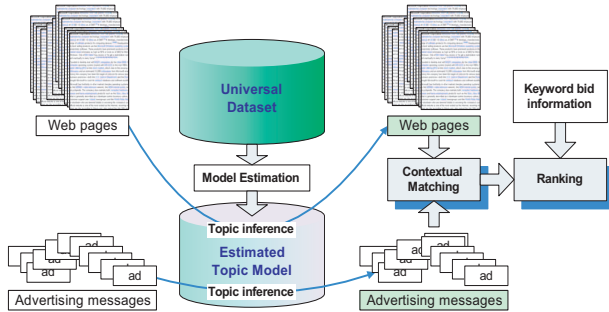 Web pages
Universal
Dataset
Model Estimation
Topic inference
Estimated
Topic Model
Topic inference
ad
ad
ad
Advertising messages
Web pages
Keyword bid
information
Contextual
Matching
Ranking
ad
ad
ad
Advertising messages